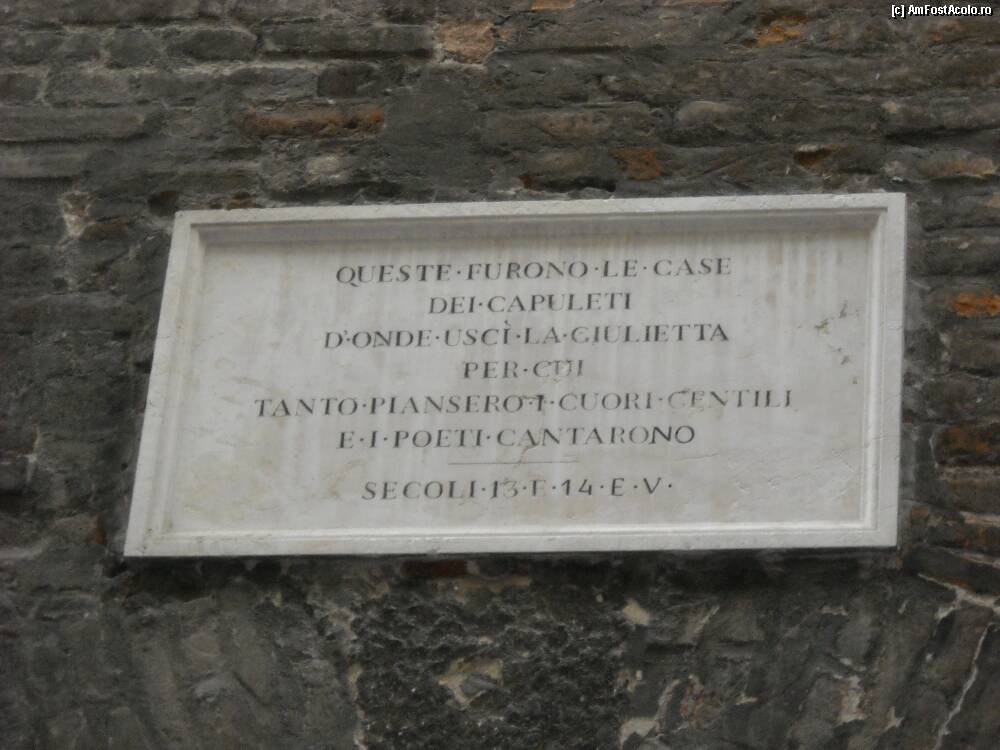 [c] AmFostAcolo.ro
QUESTE·FURONO·LE·CASE
DEI·CAPULETI
D'·ONDE·USCÌ·LA·GIULIETTA
PER·CUI
TANTO·PIANSERO·I·CUORI·GENTILI
E·I·POETI·CANTARONO
SECOLI·13·E·14·E·V·